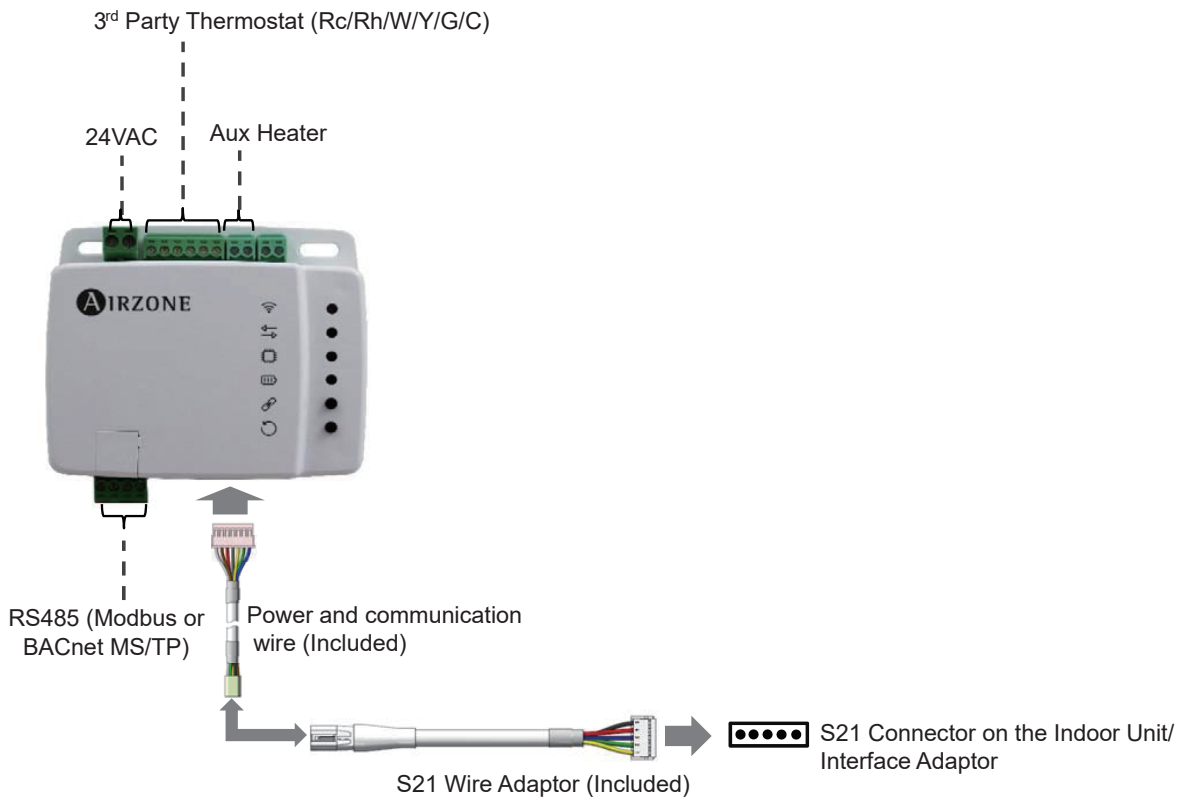 3rd Party Thermostat (Rc/Rh/W/Y/G/C)
24VAC
Aux Heater
AIRZONE
RS485 (Modbus or
BACnet MS/TP)
Power and communication
wire (Included)
S21 Wire Adaptor (Included)
S21 Connector on the Indoor Unit/
Interface Adaptor